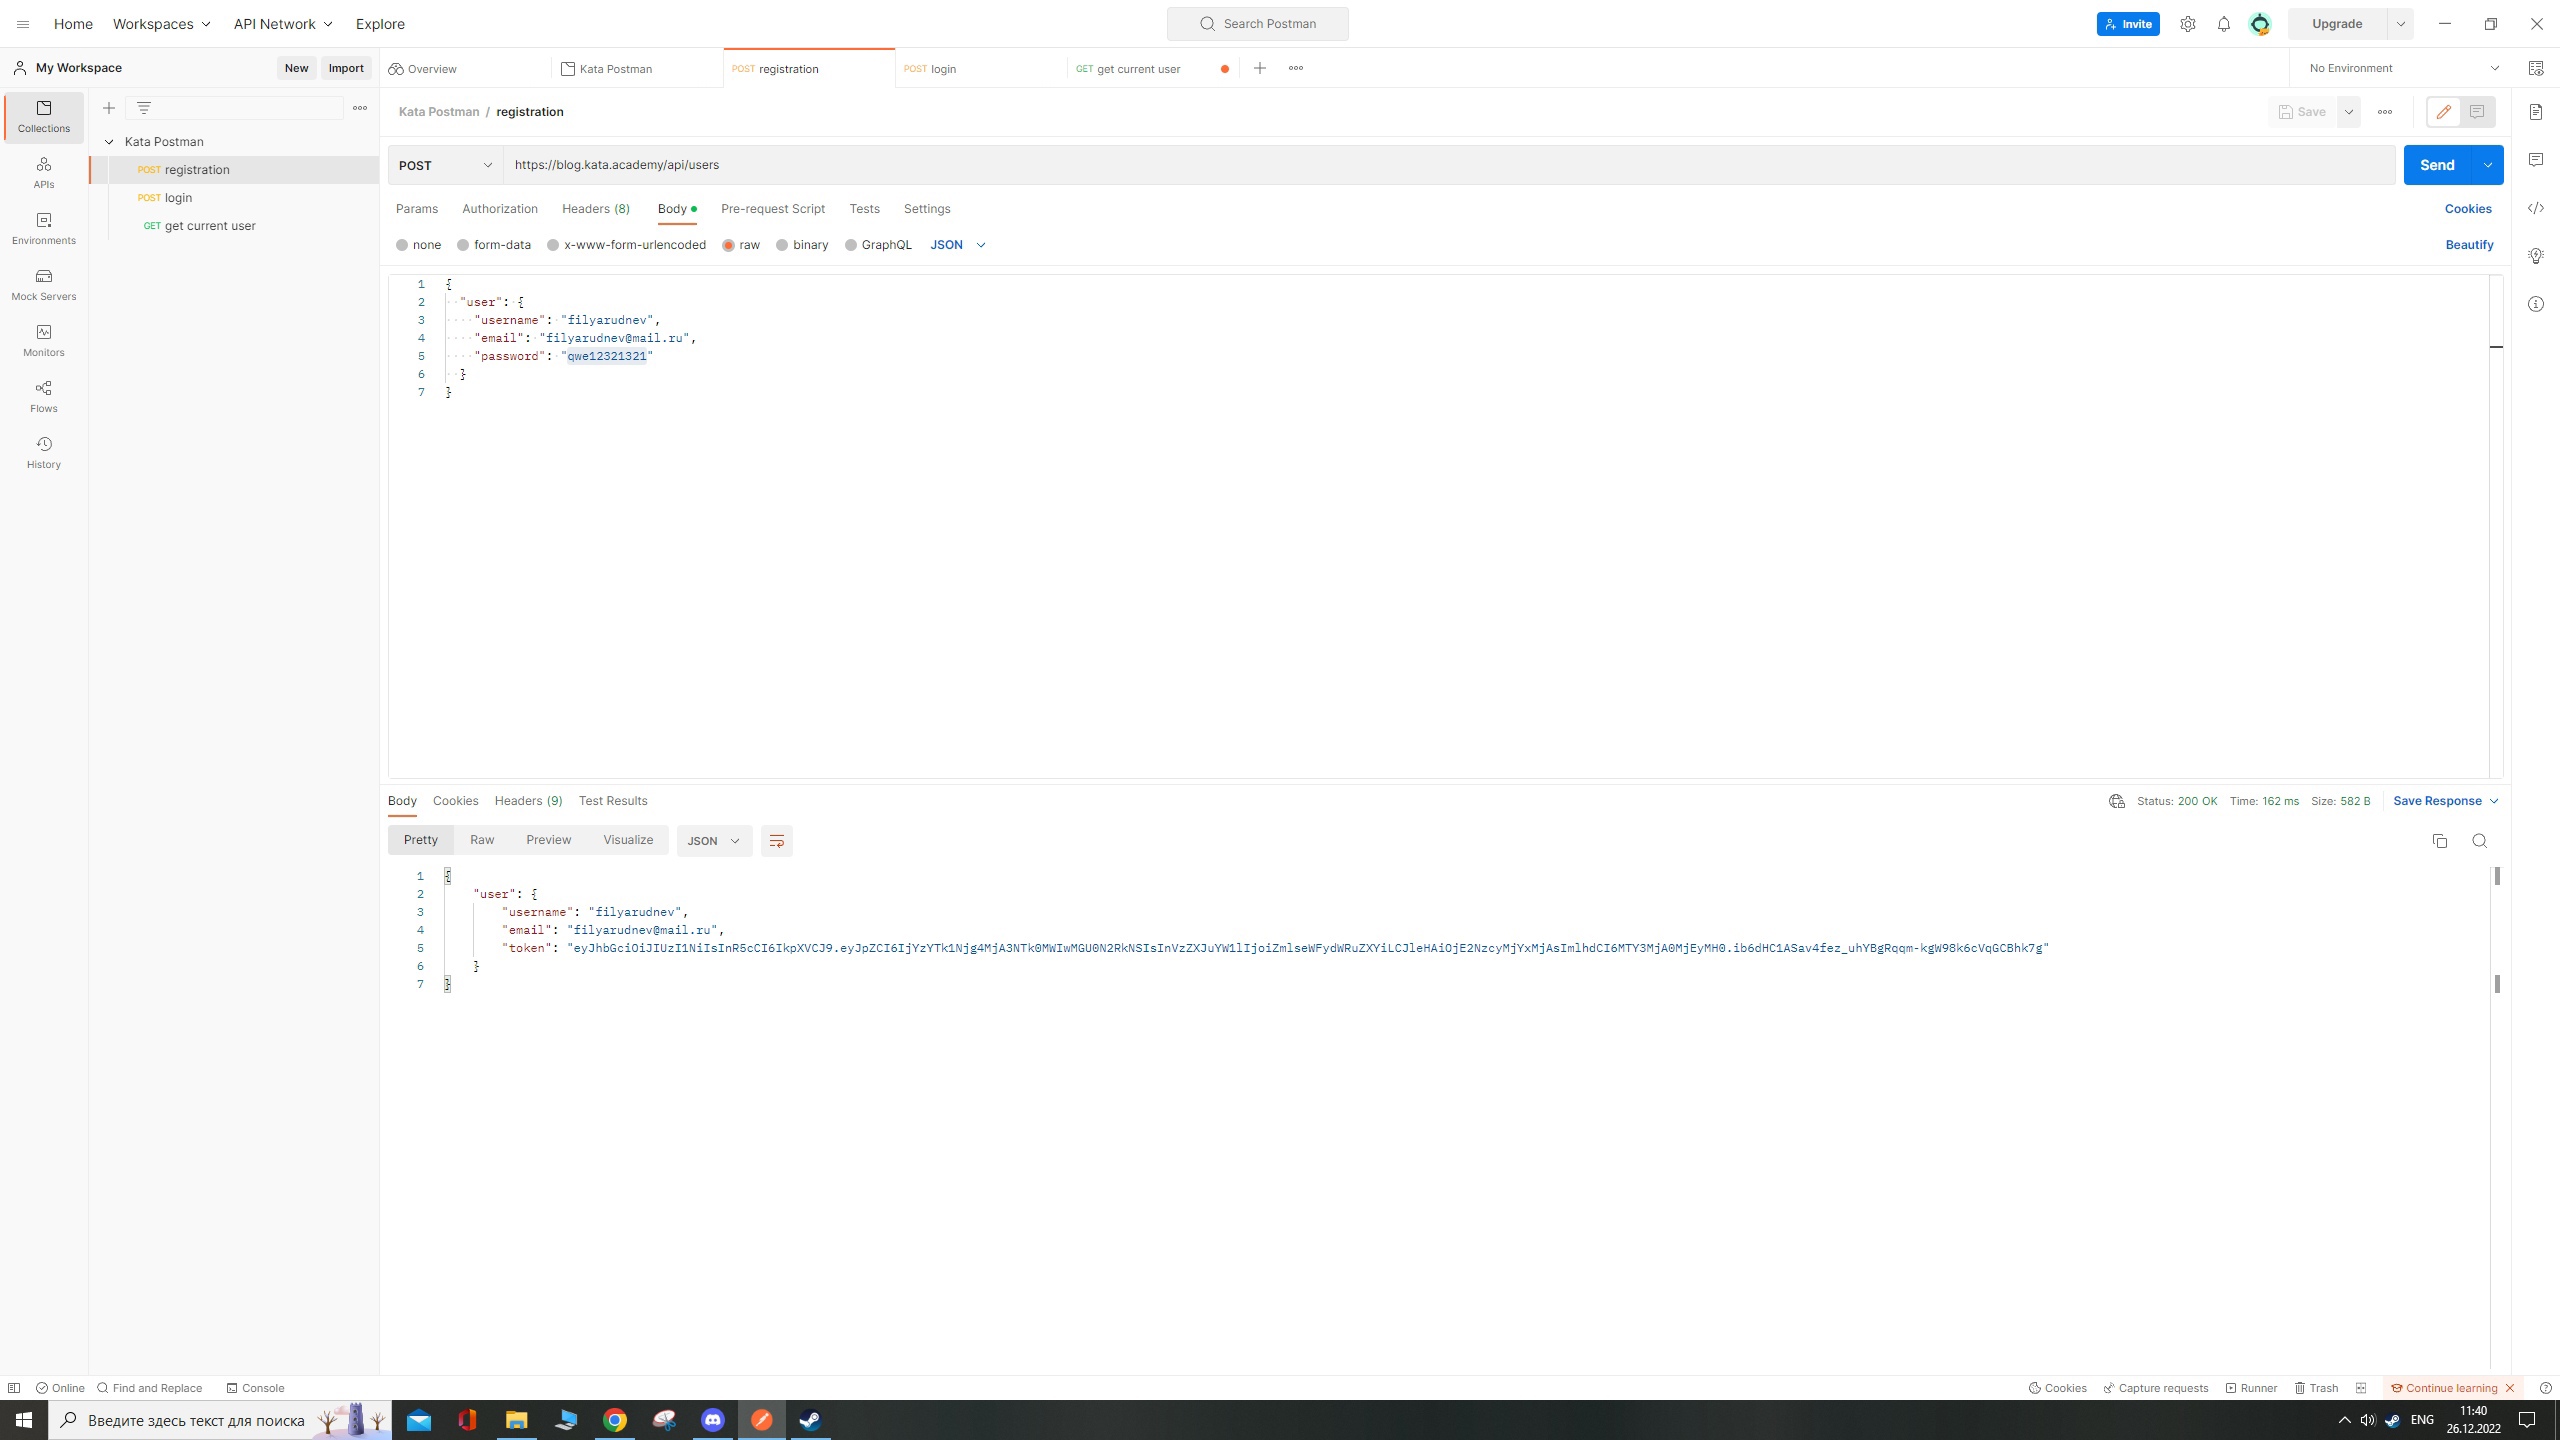 Home Workspaces API Network Explore Search Postman Invite Upgrade
My Workspace New Import Overview Kata Postman POST registration POST login GET get current user No Environment
Collections
APIs
Environments
Mock Servers
Monitors
Flows
History
Kata Postman
POST registration
POST login
GET get current user
Kata Postman / registration Save
POST https://blog.kata.academy/api/users Send
Params Authorization Headers (8) Body Pre-request Script Tests Settings Cookies
none form-data x-www-form-urlencoded raw binary GraphQL JSON Beautify
1 {
2 "user": {
3 "username": "filyarudnev",
4 "email": "filyarudnev@mail.ru",
5 "password": "qwe12321321"
6 }
7 }
Body Cookies Headers (9) Test Results Status: 200 OK Time: 162 ms Size: 582 B Save Response
Pretty Raw Preview Visualize JSON
1 {
2 "user": {
3 "username": "filyarudnev",
4 "email": "filyarudnev@mail.ru",
5 "token": "eyJhbGciOiJIUzI1NiIsInR5cCI6IkpXVCJ9.eyJpZCI6IjYzYTk1Njg4MjA3NTk0MWIwMGU0N2RkNSIsInVzZXJuYW1lIjoiZmlseWFydWRuZXYiLCJleHAiOjE2NzcyMjYxMjAsImlhdCI6MTY3MjA0MjEyMH0.ib6dHC1ASav4fez_uhYBgRqqm-kgW98k6cVqGCBhk7g"
6 }
7 }
Online Find and Replace Console Cookies Capture requests Runner Trash Continue learning
Введите здесь текст для поиска ENG 11:40
26.12.2022